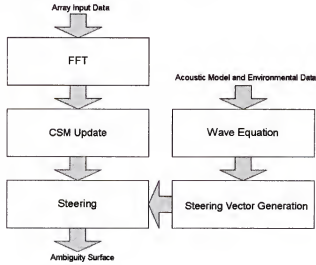 Array Input Data
FFT
Acoustic Model and Environmental Data
CSM Update
Wave Equation
Steering
Steering Vector Generation
Ambiguity Surface